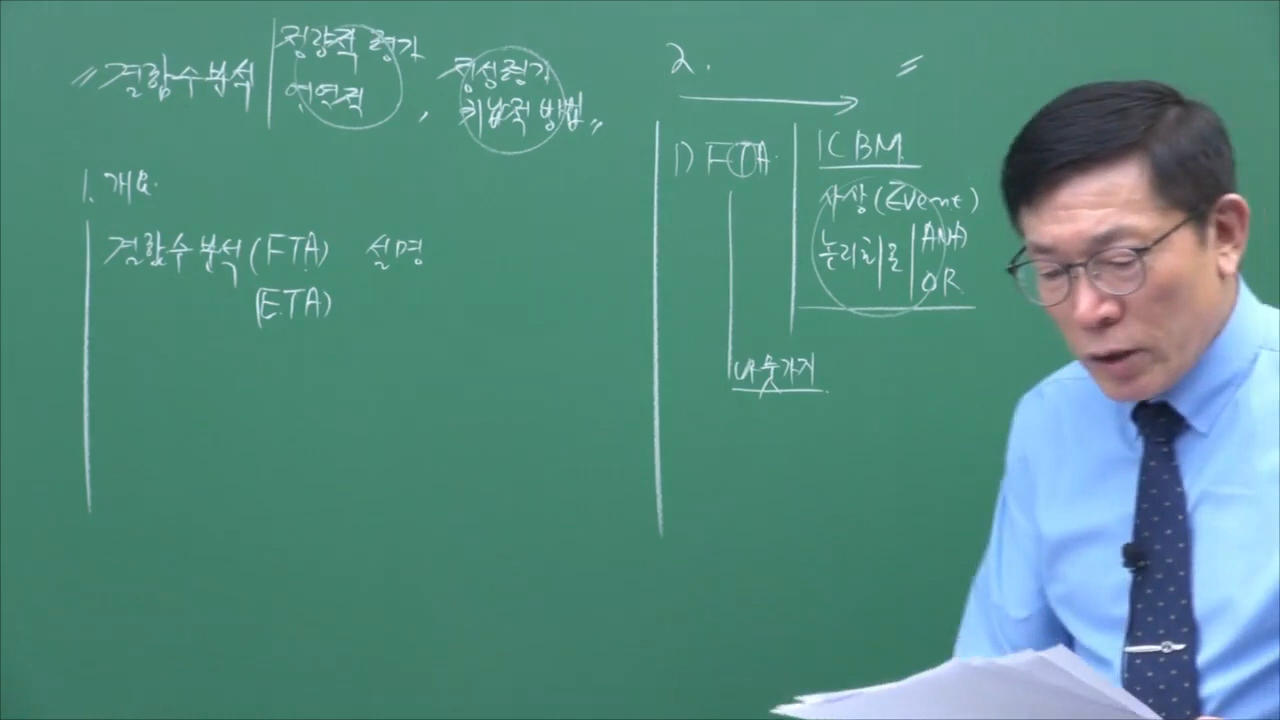 〃결함수분석 | 정량적 평가
연역적
, 정성평가
귀납적 방법〃
1. 개요
결함수분석(FTA) 설명
(ETA)
2. 〃
1) FTA
나뭇가지
ICBM
사상(Event)
논리회로 | AND
OR